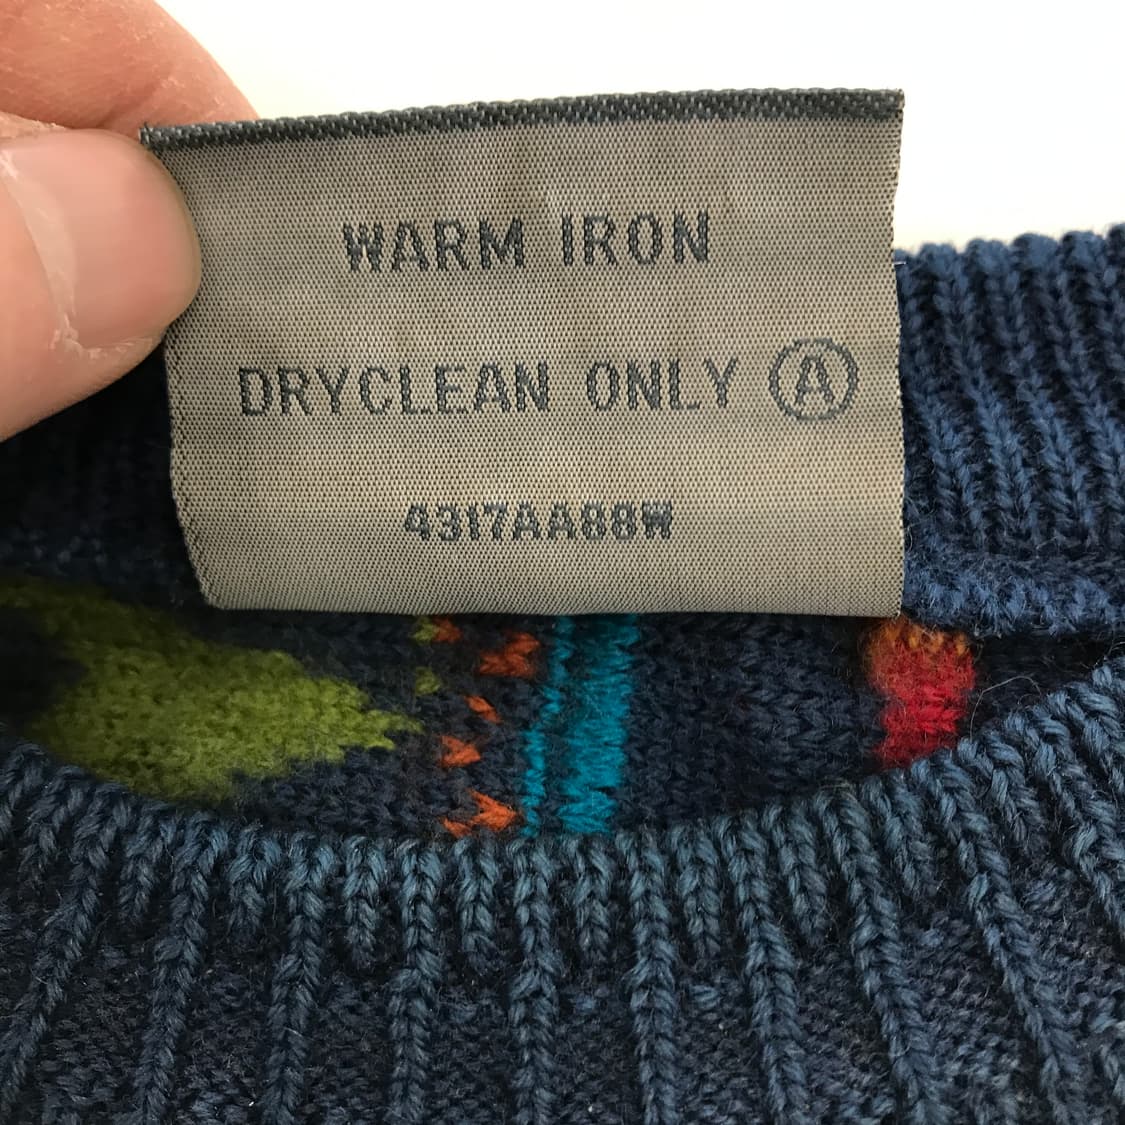 WARM IRON
DRYCLEAN ONLY Ⓐ
4317AA88W